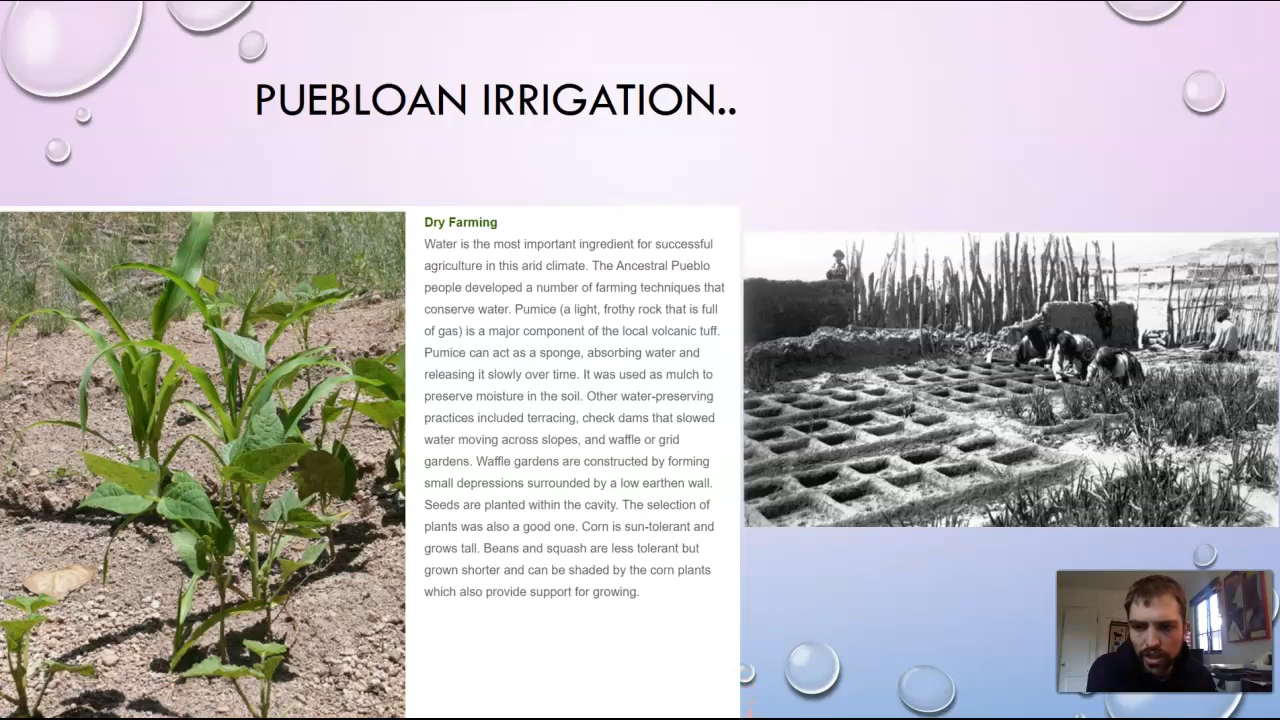 PUEBLOAN IRRIGATION..
Dry Farming
Water is the most important ingredient for successful
agriculture in this arid climate. The Ancestral Pueblo
people developed a number of farming techniques that
conserve water. Pumice (a light, frothy rock that is full
of gas) is a major component of the local volcanic tuff.
Pumice can act as a sponge, absorbing water and
releasing it slowly over time. It was used as mulch to
preserve moisture in the soil. Other water-preserving
practices included terracing, check dams that slowed
water moving across slopes, and waffle or grid
gardens. Waffle gardens are constructed by forming
small depressions surrounded by a low earthen wall.
Seeds are planted within the cavity. The selection of
plants was also a good one. Corn is sun-tolerant and
grows tall. Beans and squash are less tolerant but
grown shorter and can be shaded by the corn plants
which also provide support for growing.